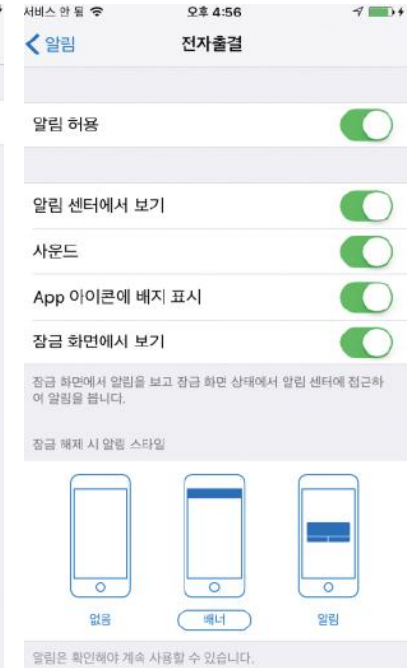 서비스 안 됨
오후 4:56
알림
전자출결
알림 허용
알림 센터에서 보기
사운드
App 아이콘에 배지 표시
잠금 화면에서 보기
잠금 화면에서 알림을 보고 잠금 화면 상태에서 알림 센터에 접근하
여 알림을 봅니다.
잠금 해제 시 알림 스타일
없음
배너
알림
알림은 확인해야 계속 사용할 수 있습니다.